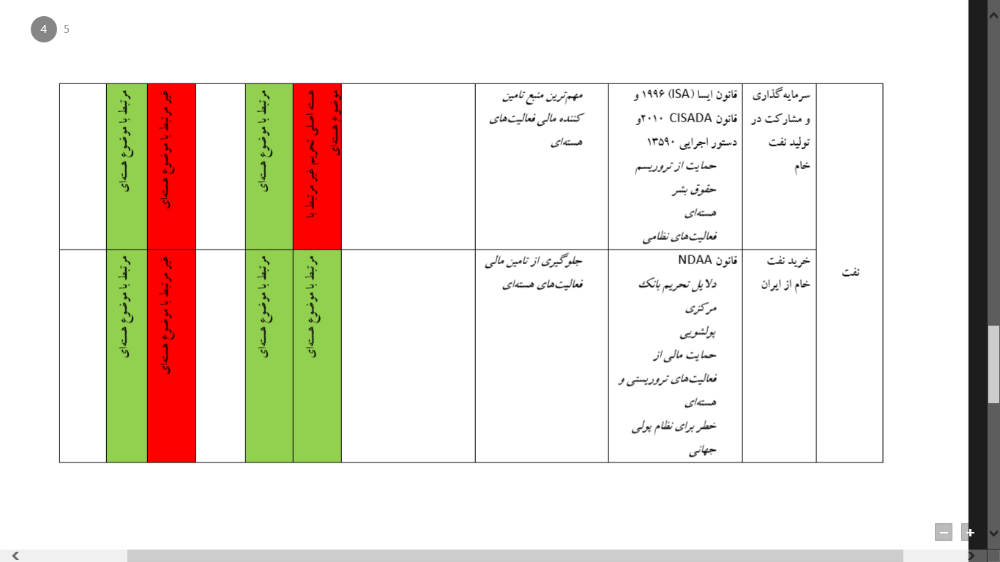 4 5
نفت
سرمایه‌گذاری
و مشارکت در
تولید نفت
خام
قانون ایسا (ISA) ۱۹۹۶ و
قانون CISADA ۲۰۱۰و
دستور اجرایی ۱۳۵۹۰
حمایت از تروریسم
حقوق بشر
هسته‌ای
فعالیت‌های نظامی
مهم‌ترین منبع تامین
کننده مالی فعالیت‌های
هسته‌ای
هسته اصلی تحریم غیر مرتبط با
موضوع هسته‌ای
مرتبط با موضوع هسته‌ای
غیر مرتبط با موضوع هسته‌ای
مرتبط با موضوع هسته‌ای
خرید نفت
خام از ایران
قانون NDAA
دلایل تحریم بانک
مرکزی
پولشویی
حمایت مالی از
فعالیت‌های تروریستی و
هسته‌ای
خطر برای نظام پولی
جهانی
جلوگیری از تامین مالی
فعالیت‌های هسته‌ای
مرتبط با موضوع هسته‌ای
مرتبط با موضوع هسته‌ای
غیر مرتبط با موضوع هسته‌ای
مرتبط با موضوع هسته‌ای